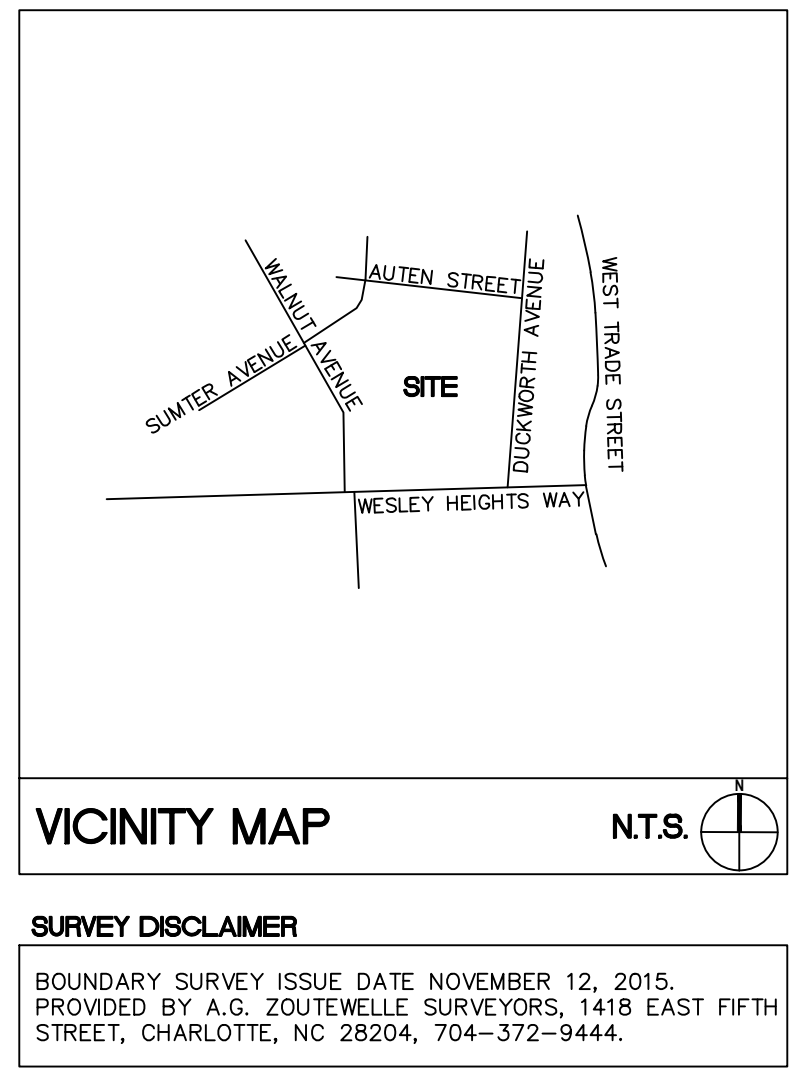 WALNUT AVENUE
AUTEN STREET
DUCKWORTH AVENUE
WEST TRADE STREET
SUMTER AVENUE
SITE
WESLEY HEIGHTS WAY
VICINITY MAP
N.T.S.
N
SURVEY DISCLAIMER
BOUNDARY SURVEY ISSUE DATE NOVEMBER 12, 2015.
PROVIDED BY A.G. ZOUTEWELLE SURVEYORS, 1418 EAST FIFTH
STREET, CHARLOTTE, NC 28204, 704-372-9444.